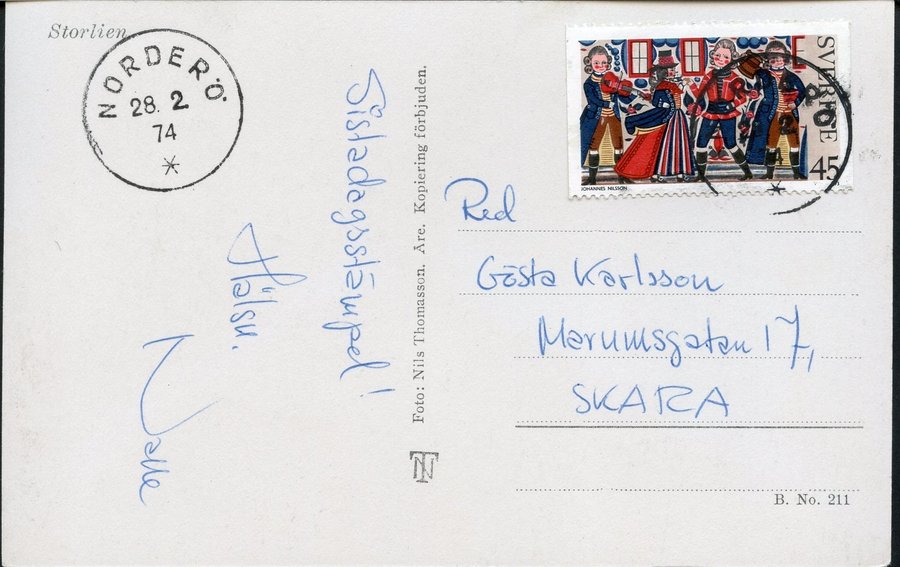 Storlien
NORDERÖ
28. 2
74
*
Sistadagsstämpel!
Hälsn.
Foto: Nils Thomasson. Åre. Kopiering förbjuden.
NT
SVERIGE
45
JOHANNES NILSSON
Red
Gösta Karlsson
Marumsgatan 17,
SKARA
B. No. 211